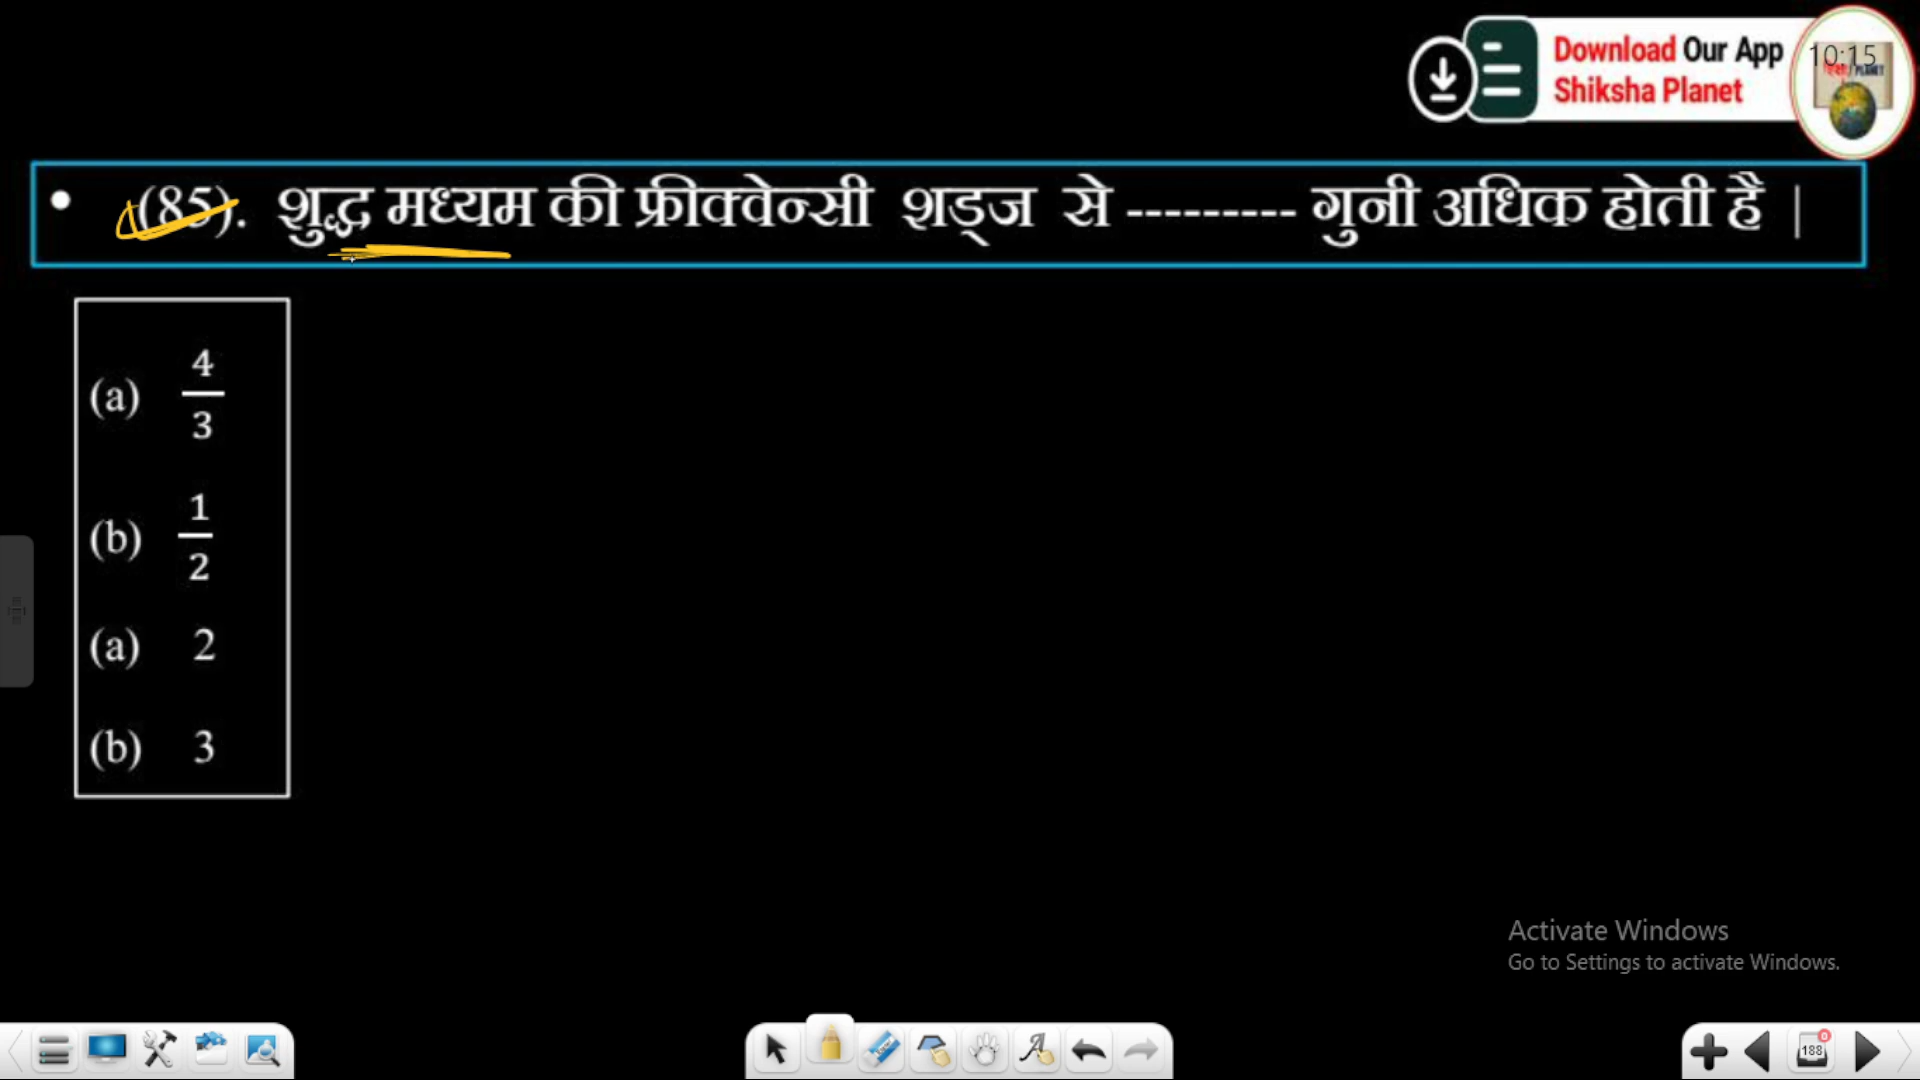 Download Our App
Shiksha Planet
10:15
• (85). शुद्ध मध्यम की फ्रीक्वेन्सी शड्ज से --------- गुनी अधिक होती है |
(a) 4/3
(b) 1/2
(a) 2
(b) 3
Activate Windows
Go to Settings to activate Windows.
188
0